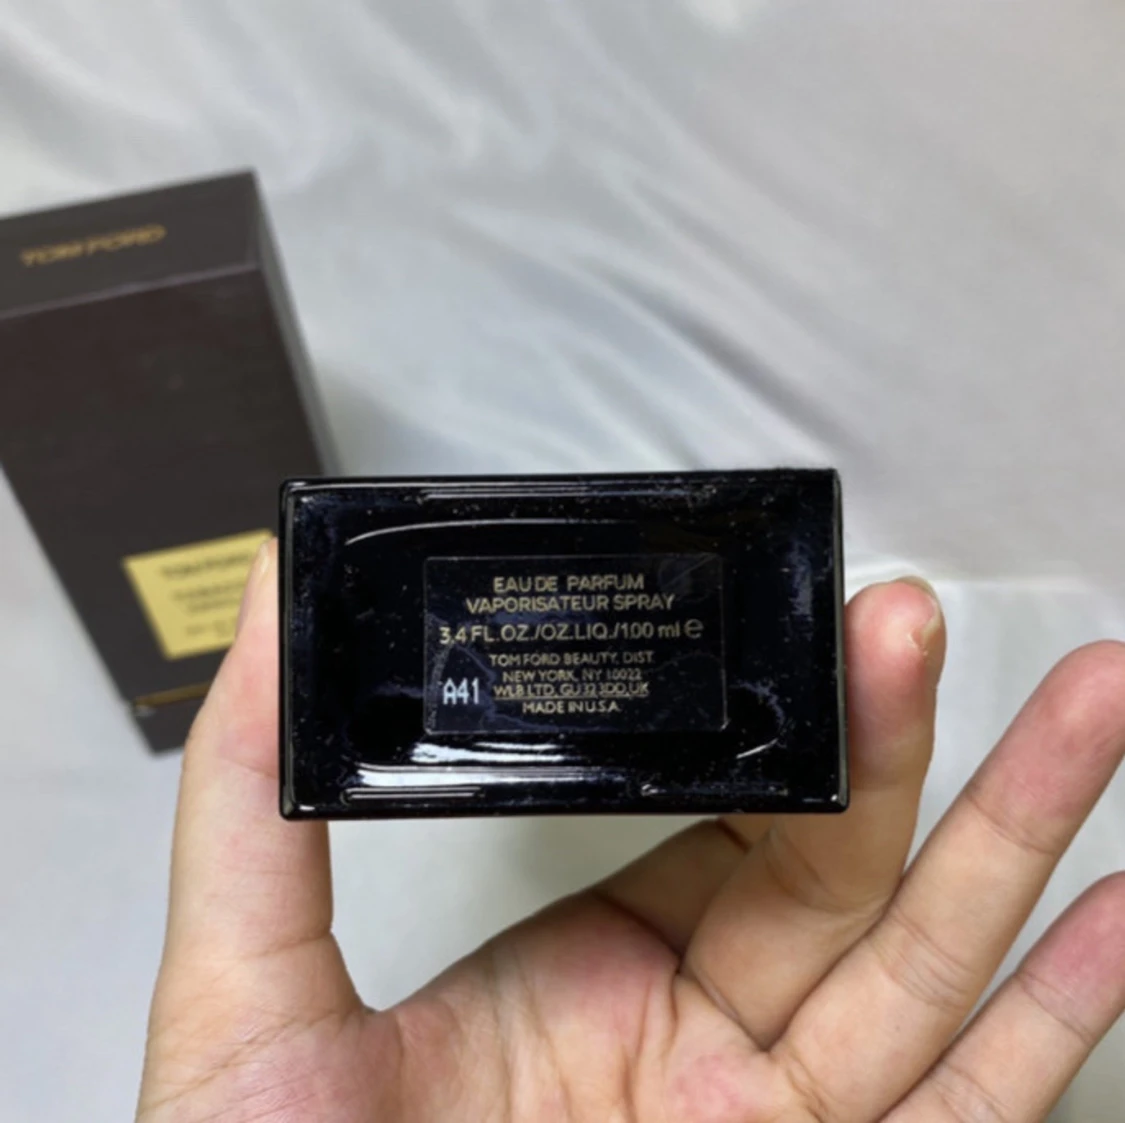 TOM FORD
TOM FORD
EAU DE PARFUM
VAPORISATEUR SPRAY
3.4 FL.OZ./OZ.LIQ./100 ml ℮
TOM FORD BEAUTY, DIST.
NEW YORK, NY 10022
WLB LTD. GU32 3DD, UK
MADE IN U.S.A.
A41